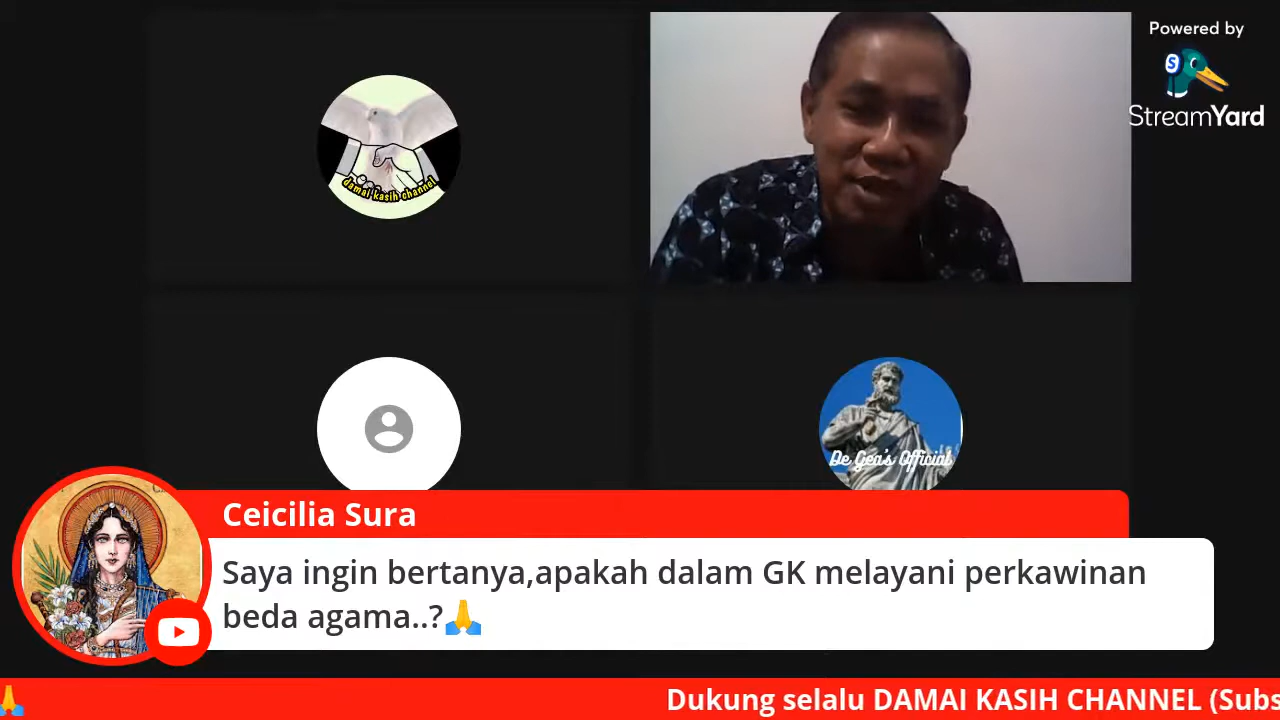 Powered by
StreamYard
damai kasih channel
De Gea's Official
Ceicilia Sura
Saya ingin bertanya,apakah dalam GK melayani perkawinan
beda agama..?🙏
🙏 Dukung selalu DAMAI KASIH CHANNEL (Subs